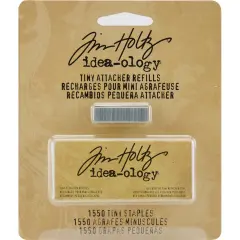 Tim Holtz
idea-ology
TINY ATTACHER REFILLS
RECHARGES POUR MINI AGRAFEUSE
RECAMBIOS PEQUERA ATTACHER
Tim Holtz
idea-ology
1550 TINY STAPLES
1550 AGRAFES MINUSCULES
1550 GRAPAS PEQUEÑAS